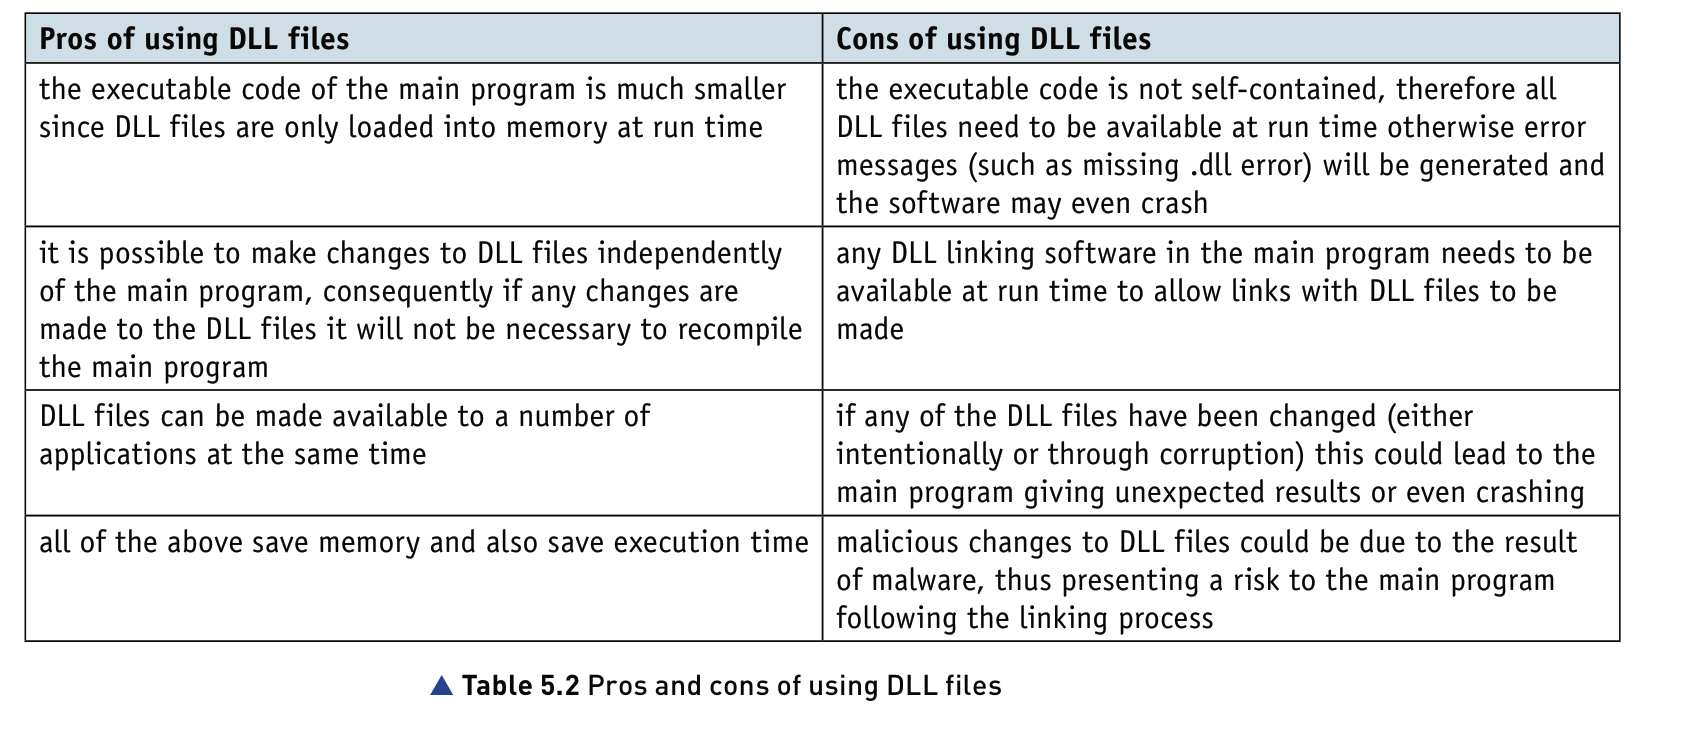 Pros of using DLL files
Cons of using DLL files
the executable code of the main program is much smaller
since DLL files are only loaded into memory at run time
the executable code is not self-contained, therefore all
DLL files need to be available at run time otherwise error
messages (such as missing .dll error) will be generated and
the software may even crash
it is possible to make changes to DLL files independently
of the main program, consequently if any changes are
made to the DLL files it will not be necessary to recompile
the main program
any DLL linking software in the main program needs to be
available at run time to allow links with DLL files to be
made
DLL files can be made available to a number of
applications at the same time
if any of the DLL files have been changed (either
intentionally or through corruption) this could lead to the
main program giving unexpected results or even crashing
all of the above save memory and also save execution time
malicious changes to DLL files could be due to the result
of malware, thus presenting a risk to the main program
following the linking process
▲ Table 5.2 Pros and cons of using DLL files